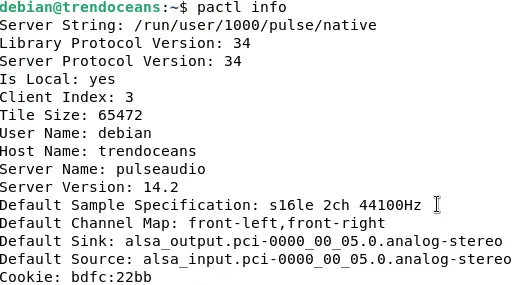 debian@trendoceans:~$ pactl info
Server String: /run/user/1000/pulse/native
Library Protocol Version: 34
Server Protocol Version: 34
Is Local: yes
Client Index: 3
Tile Size: 65472
User Name: debian
Host Name: trendoceans
Server Name: pulseaudio
Server Version: 14.2
Default Sample Specification: s16le 2ch 44100Hz
Default Channel Map: front-left,front-right
Default Sink: alsa_output.pci-0000_00_05.0.analog-stereo
Default Source: alsa_input.pci-0000_00_05.0.analog-stereo
Cookie: bdfc:22bb